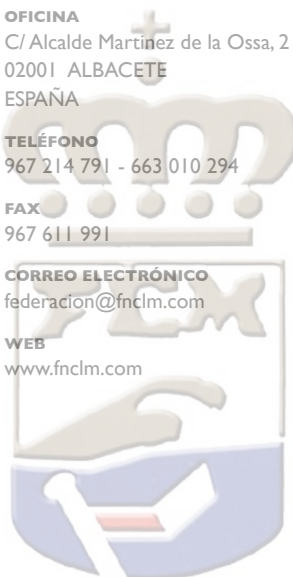 OFICINA
C/ Alcalde Martínez de la Ossa, 2
02001 ALBACETE
ESPAÑA
TELÉFONO
967 214 791 - 663 010 294
FAX
967 611 991
CORREO ELECTRÓNICO
federacion@fnclm.com
WEB
www.fnclm.com
FCM